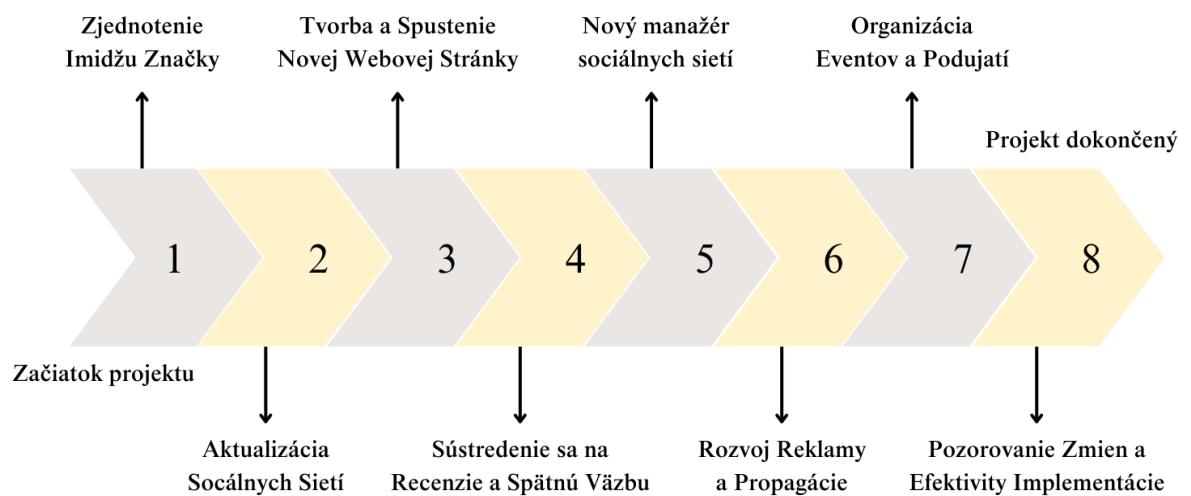 Zjednotenie
Imidžu Značky
Tvorba a Spustenie
Novej Webovej Stránky
Nový manažér
sociálnych sietí
Organizácia
Eventov a Podujatí
Projekt dokončený
1
2
3
4
5
6
7
8
Začiatok projektu
Aktualizácia
Socálnych Sietí
Sústredenie sa na
Recenzie a Spätnú Väzbu
Rozvoj Reklamy
a Propagácie
Pozorovanie Zmien a
Efektivity Implementácie